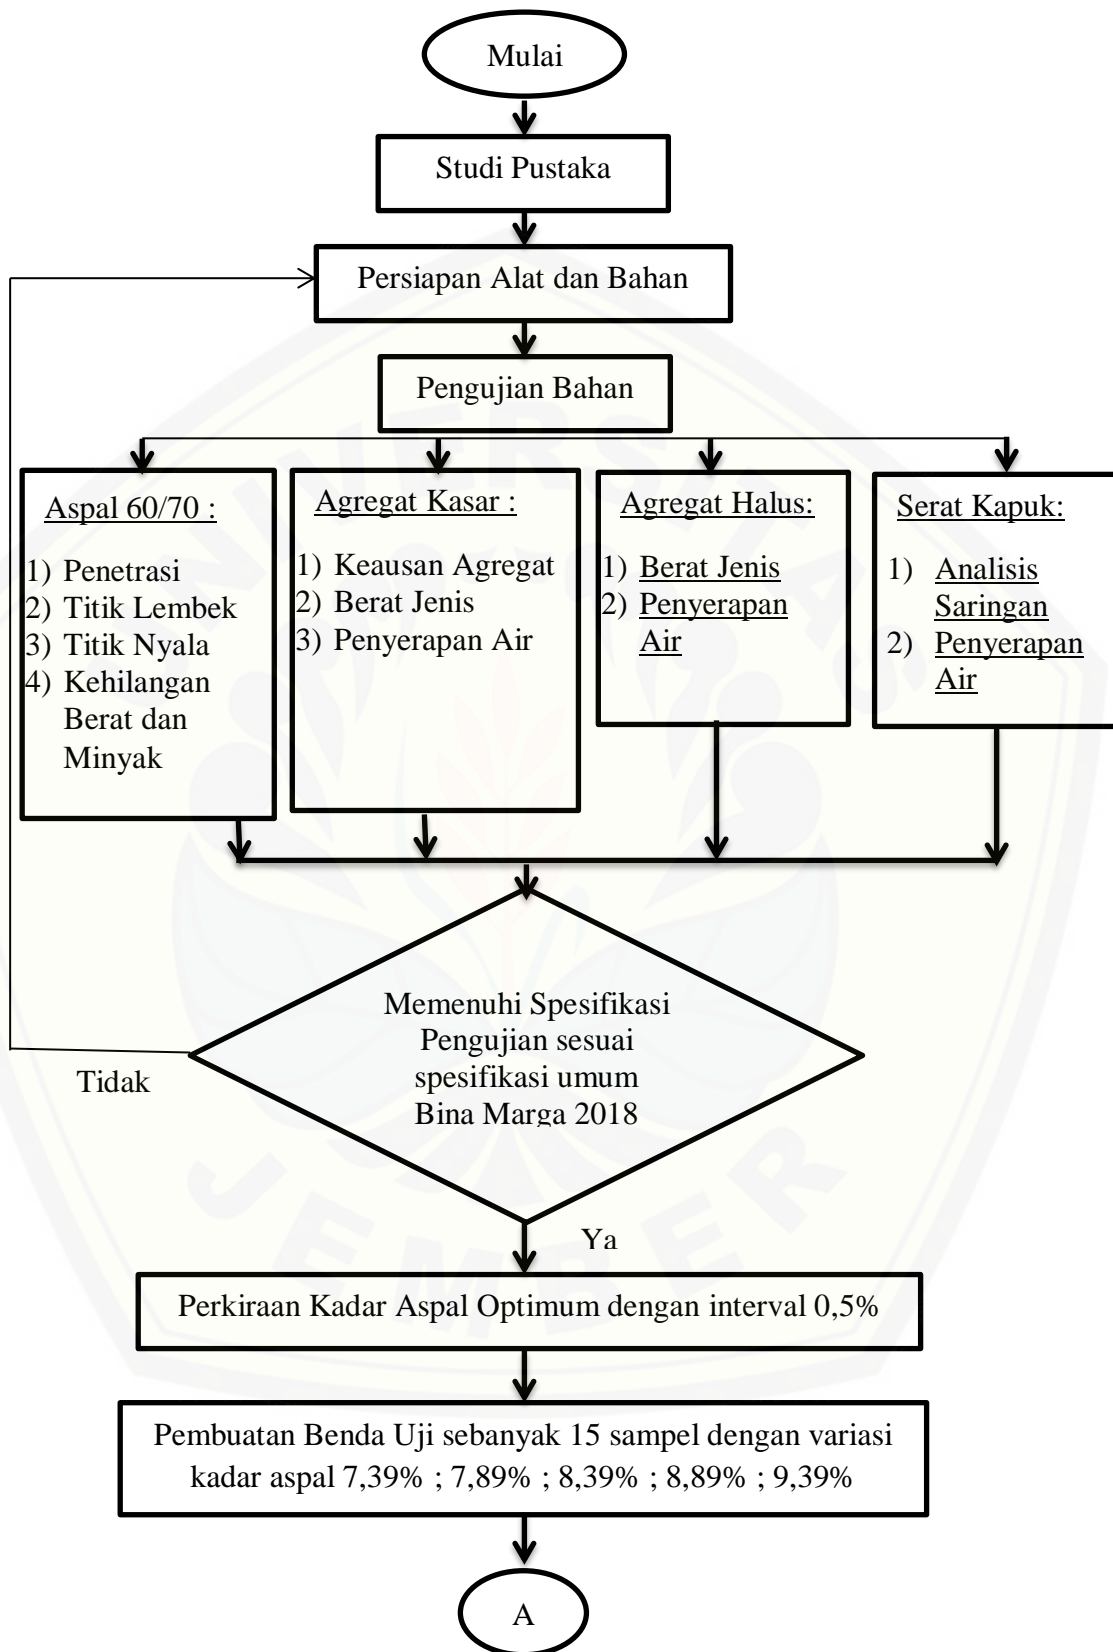 Mulai
Studi Pustaka
Persiapan Alat dan Bahan
Pengujian Bahan
Aspal 60/70 :
1) Penetrasi
2) Titik Lembek
3) Titik Nyala
4) Kehilangan
Berat dan
Minyak
Agregat Kasar :
1) Keausan Agregat
2) Berat Jenis
3) Penyerapan Air
Agregat Halus:
1) Berat Jenis
2) Penyerapan
Air
Serat Kapuk:
1) Analisis
Saringan
2) Penyerapan
Air
Memenuhi Spesifikasi
Pengujian sesuai
spesifikasi umum
Bina Marga 2018
Tidak
Ya
Perkiraan Kadar Aspal Optimum dengan interval 0,5%
Pembuatan Benda Uji sebanyak 15 sampel dengan variasi
kadar aspal 7,39% ; 7,89% ; 8,39% ; 8,89% ; 9,39%
A
UNIVERSITAS
JEMBER